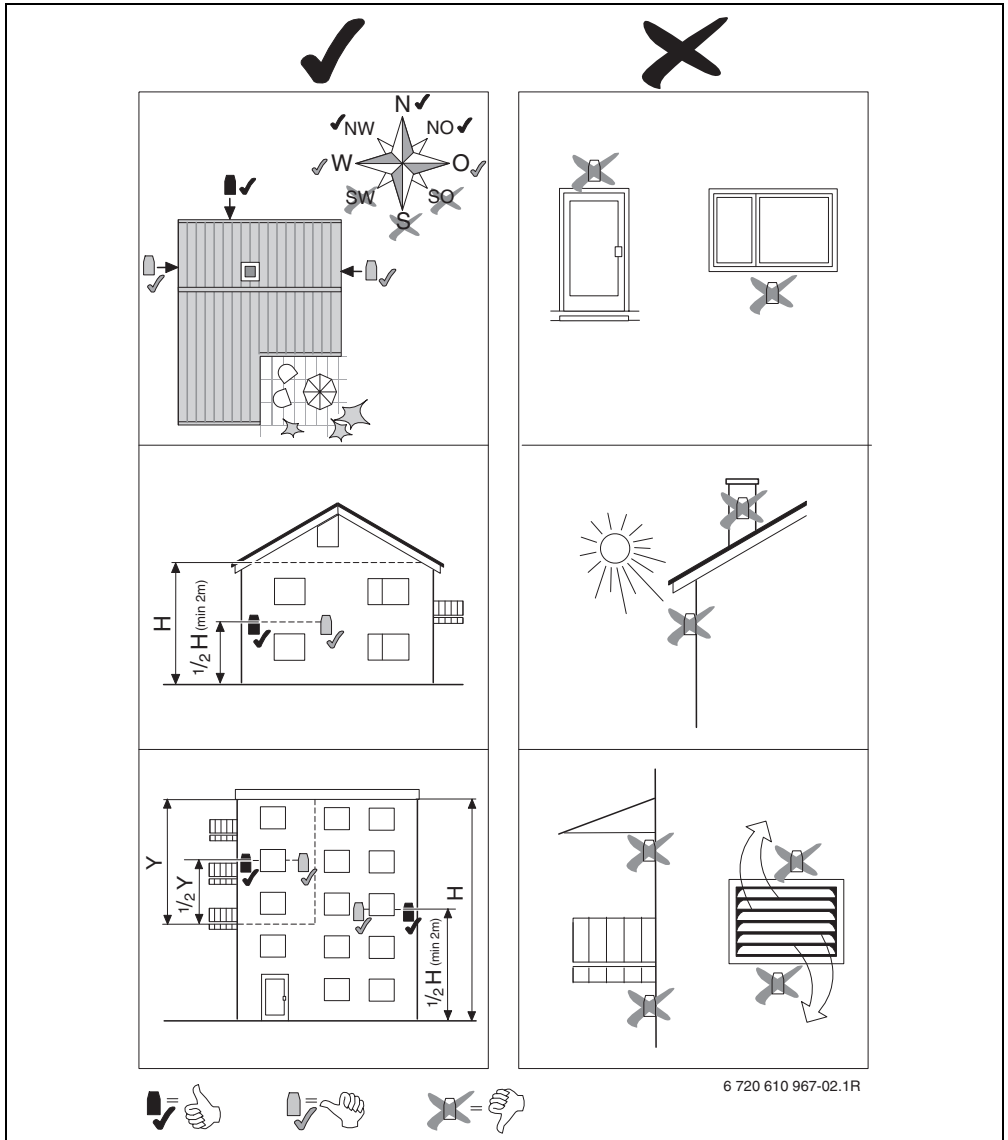 N
NW
NO
W
O
SW
SO
S
H
1/2 H (min 2m)
Y
1/2 Y
H
1/2 H (min 2m)
6 720 610 967-02.1R
=
=
=